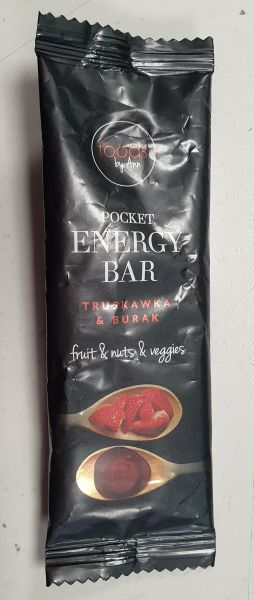 foods
by Ann
POCKET
ENERGY
BAR
TRUSKAWKA
& BURAK
fruit & nuts & veggies